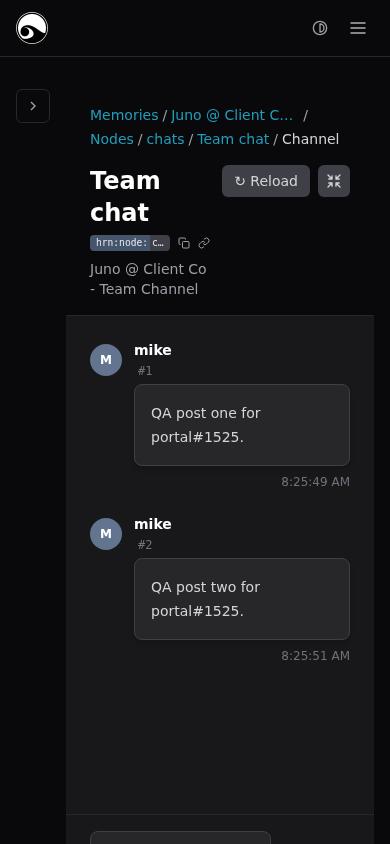 Memories / Juno @ Client C… /
Nodes / chats / Team chat / Channel
Team
chat
↻ Reload
hrn:node: c…
Juno @ Client Co
- Team Channel
M
mike
#1
QA post one for
portal#1525.
8:25:49 AM
M
mike
#2
QA post two for
portal#1525.
8:25:51 AM